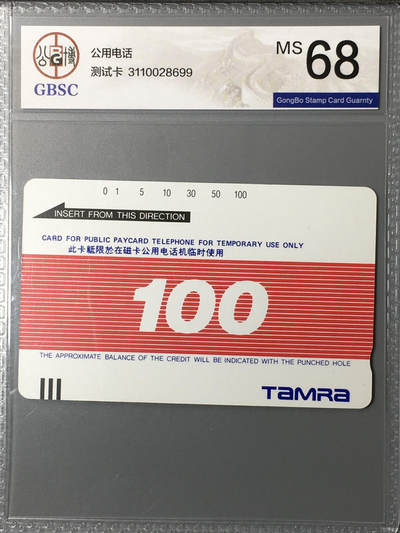 公用电话
测试卡 3110028699
GBSC
MS 68
GongBo Stamp Card Guarnty
0 1 5 10 30 50 100
INSERT FROM THIS DIRECTION
CARD FOR PUBLIC PAYCARD TELEPHONE FOR TEMPORARY USE ONLY
此卡祗限於在磁卡公用电话机临时使用
100
THE APPROXIMATE BALANCE OF THE CREDIT WILL BE INDICATED WITH THE PUNCHED HOLE
TAMRA